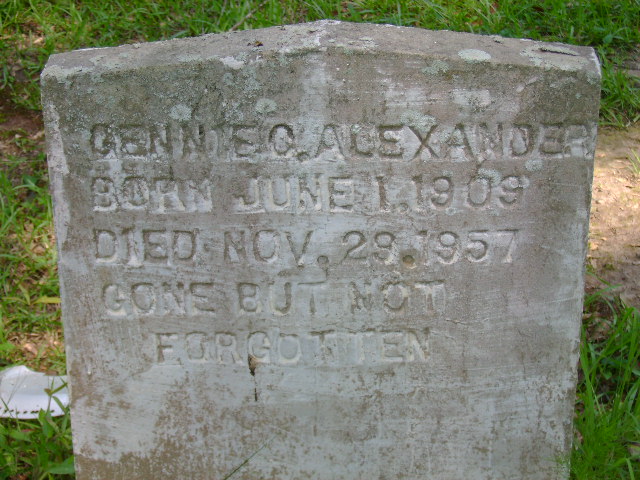 GENNIE C. ALEXANDER
BORN JUNE 1, 1909
DIED NOV. 29, 1957
GONE BUT NOT
FORGOTTEN